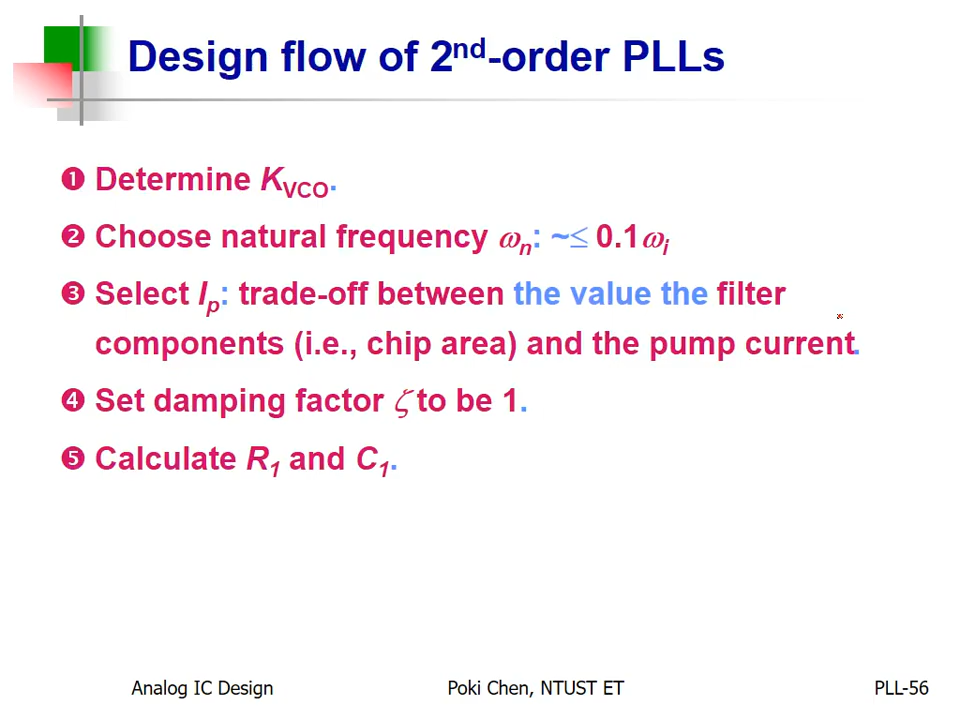 Design flow of 2nd-order PLLs
❶ Determine KVCO.
❷ Choose natural frequency ωn: ~≤ 0.1ωi
❸ Select Ip: trade-off between the value the filter
components (i.e., chip area) and the pump current.
❹ Set damping factor ζ to be 1.
❺ Calculate R1 and C1.
Analog IC Design Poki Chen, NTUST ET PLL-56